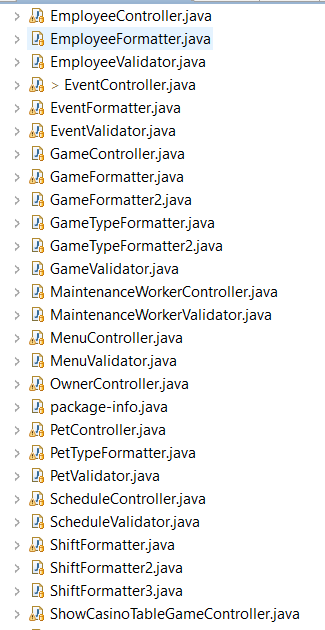 EmployeeController.java
EmployeeFormatter.java
EmployeeValidator.java
> EventController.java
EventFormatter.java
EventValidator.java
GameController.java
GameFormatter.java
GameFormatter2.java
GameTypeFormatter.java
GameTypeFormatter2.java
GameValidator.java
MaintenanceWorkerController.java
MaintenanceWorkerValidator.java
MenuController.java
MenuValidator.java
OwnerController.java
package-info.java
PetController.java
PetTypeFormatter.java
PetValidator.java
ScheduleController.java
ScheduleValidator.java
ShiftFormatter.java
ShiftFormatter2.java
ShiftFormatter3.java
ShowCasinoTableGameController.java